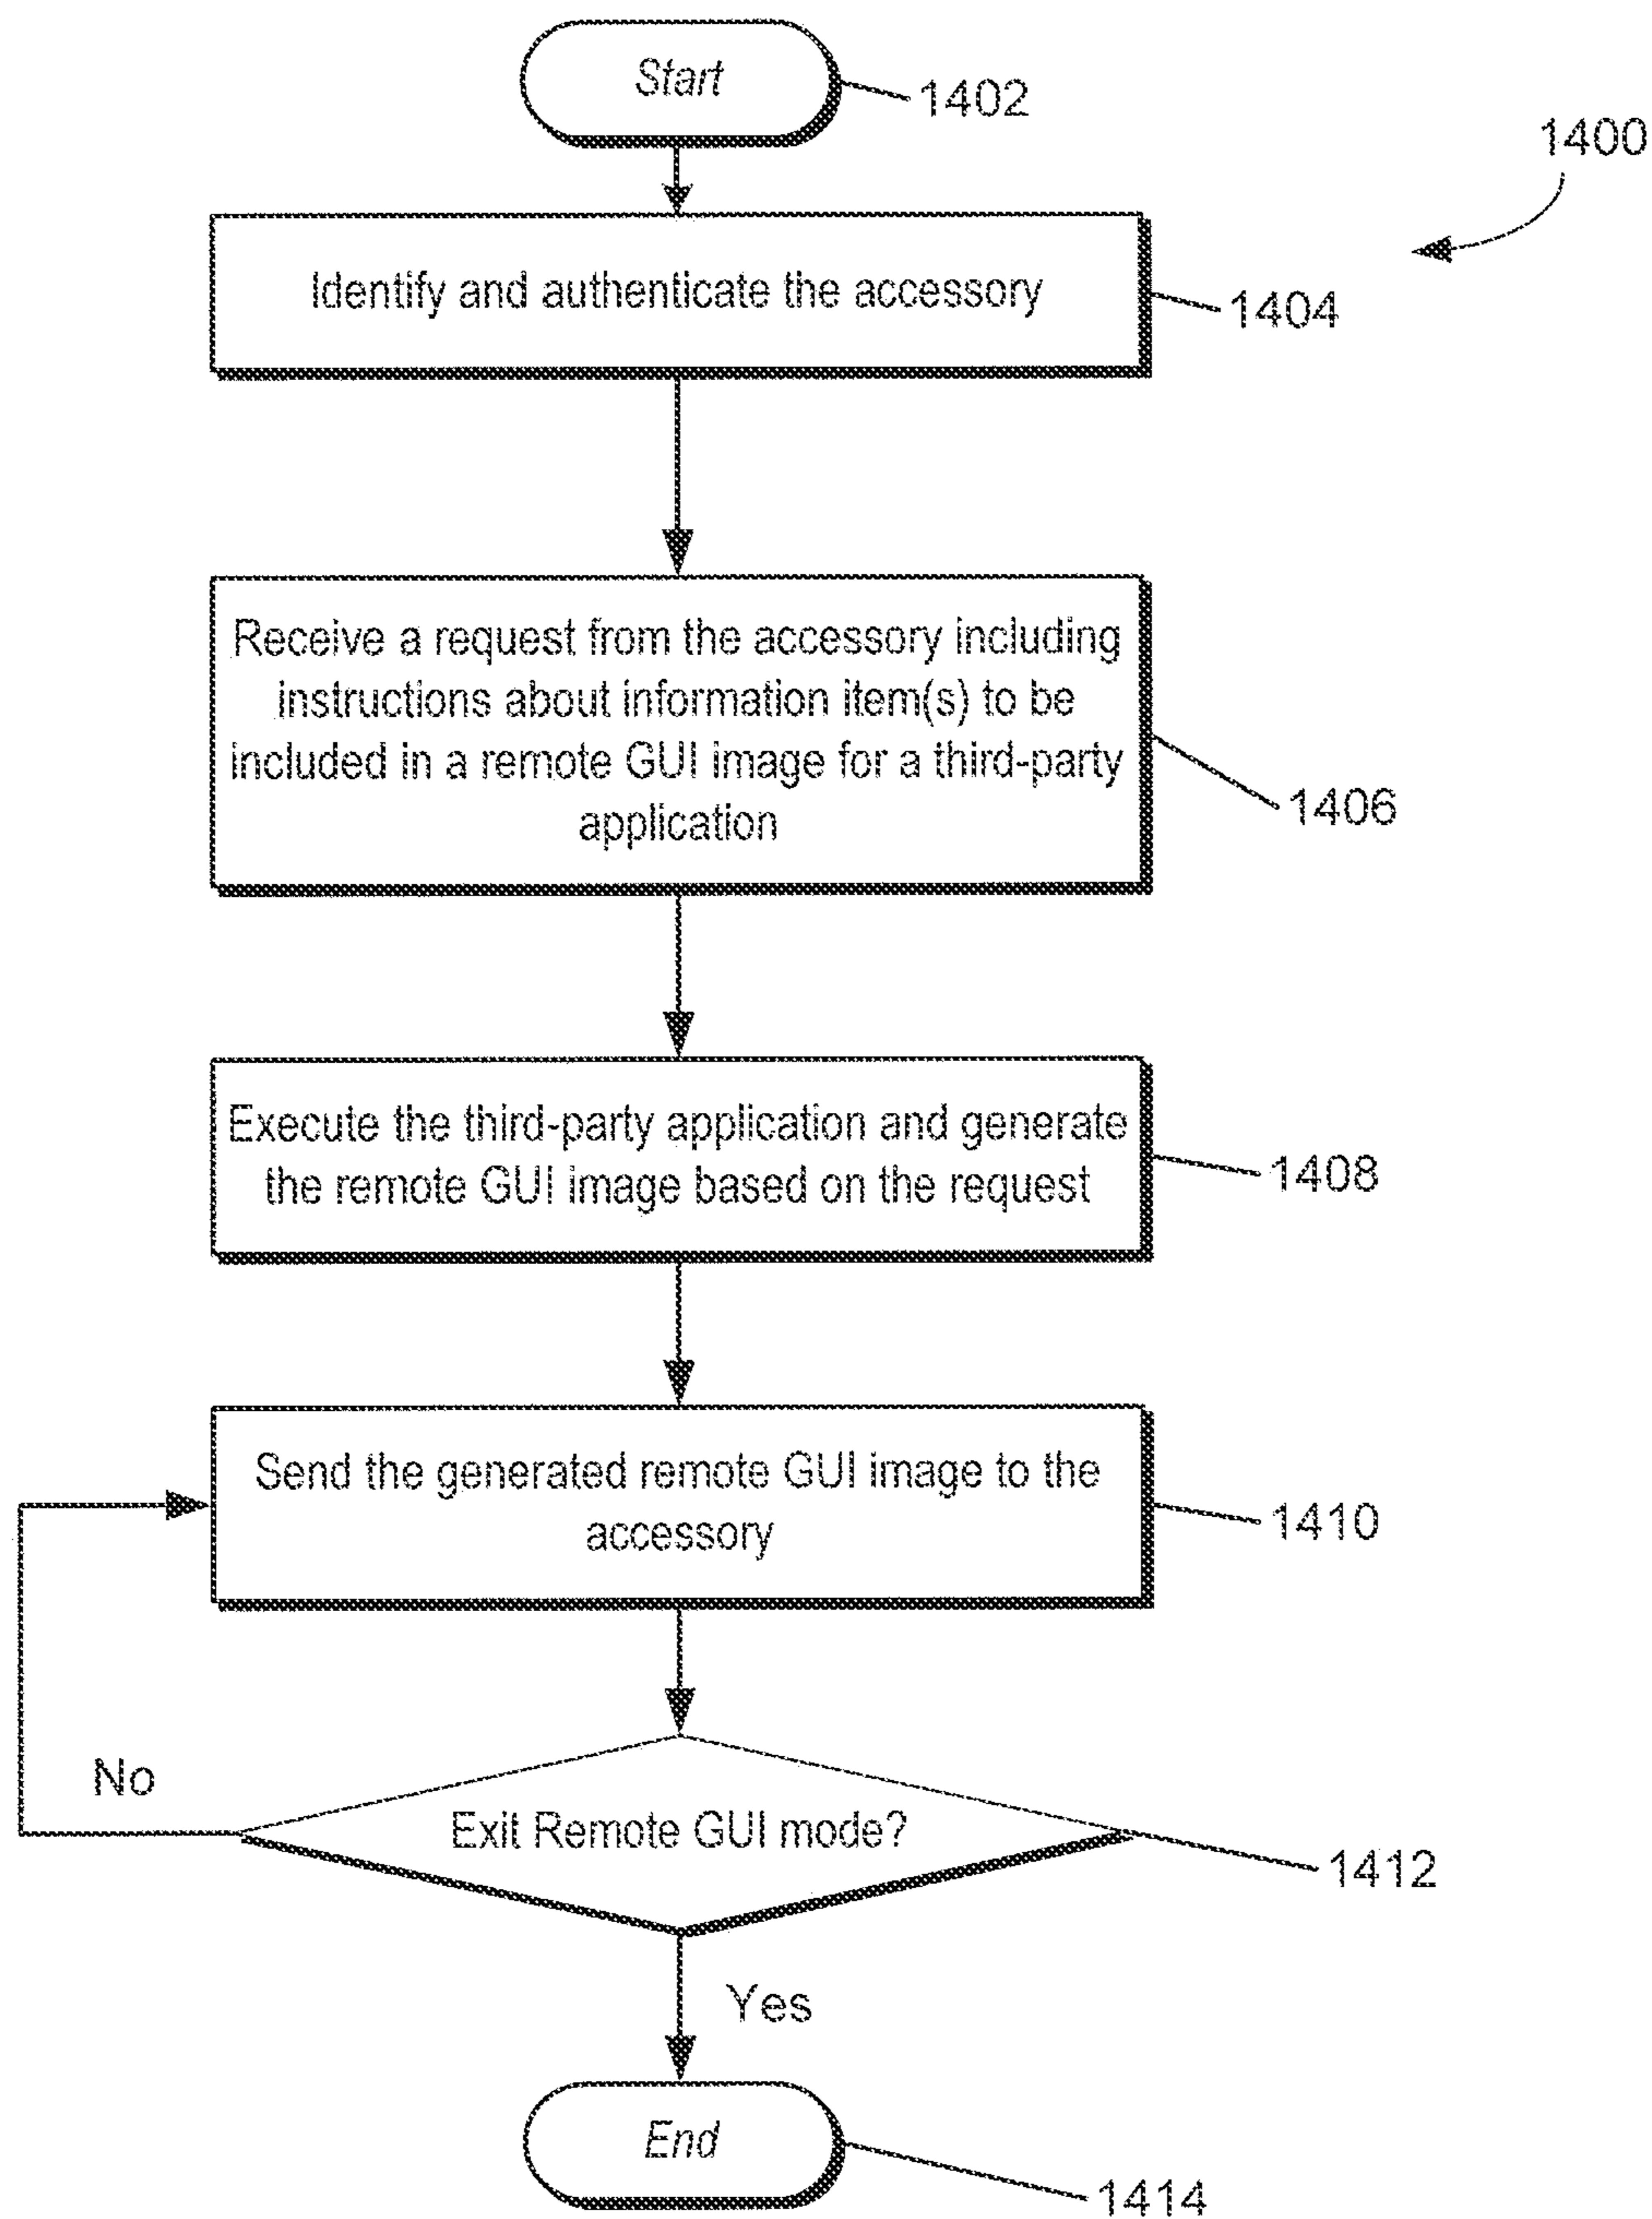 Start
1402
1400
Identify and authenticate the accessory
1404
Receive a request from the accessory including
instructions about information item(s) to be
included in a remote GUI image for a third-party
application
1406
Execute the third-party application and generate
the remote GUI image based on the request
1408
Send the generated remote GUI image to the
accessory
1410
No
Exit Remote GUI mode?
1412
Yes
End
1414